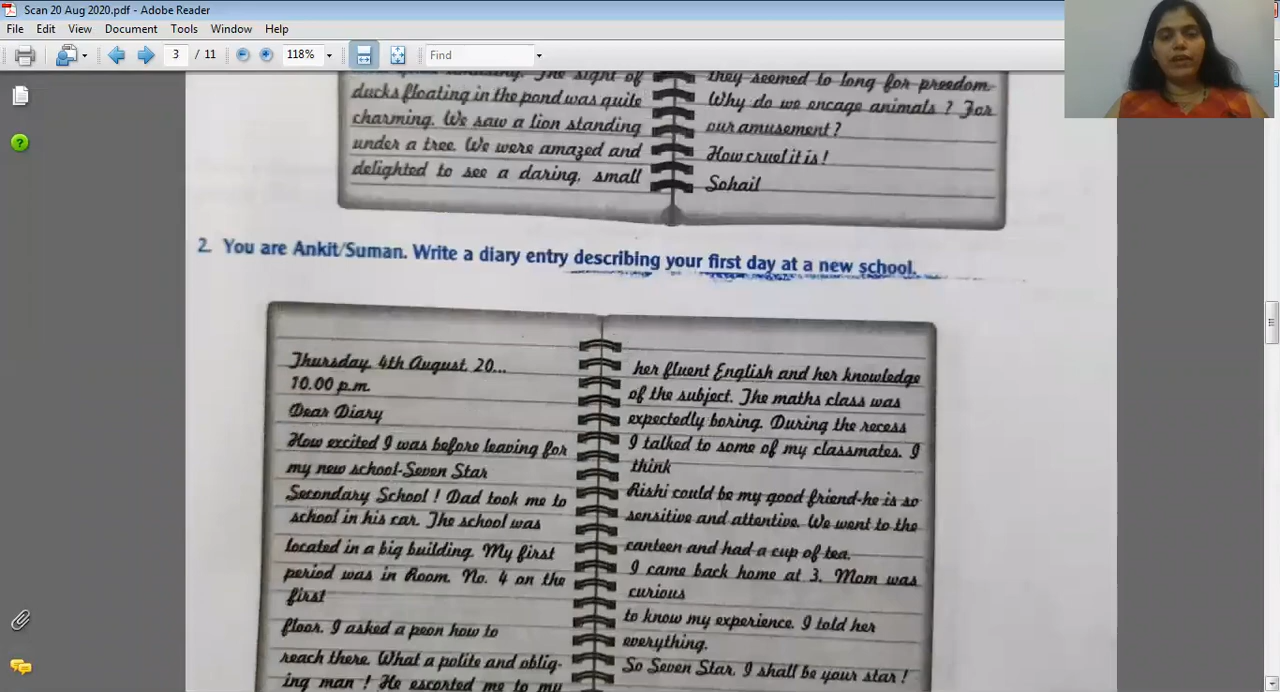 Scan 20 Aug 2020.pdf - Adobe Reader
File Edit View Document Tools Window Help
3 / 11 118% Find
The sight of
ducks floating in the pond was quite
charming. We saw a lion standing
under a tree. We were amazed and
delighted to see a daring, small
they seemed to long for freedom.
Why do we encage animals ? For
our amusement?
How cruel it is !
Sohail
2. You are Ankit/Suman. Write a diary entry describing your first day at a new school.
Thursday, 4th August, 20...
10.00 p.m.
Dear Diary
How excited I was before leaving for
my new school-Seven Star
Secondary School ! Dad took me to
school in his car. The school was
located in a big building. My first
period was in Room. No. 4 on the
first
floor. I asked a peon how to
reach there. What a polite and oblig-
ing man ! He escorted me to my
her fluent English and her knowledge
of the subject. The maths class was
expectedly boring. During the recess
I talked to some of my classmates. I
think
Rishi could be my good friend-he is so
sensitive and attentive. We went to the
canteen and had a cup of tea.
I came back home at 3. Mom was
curious
to know my experience. I told her
everything.
So Seven Star, I shall be your star !